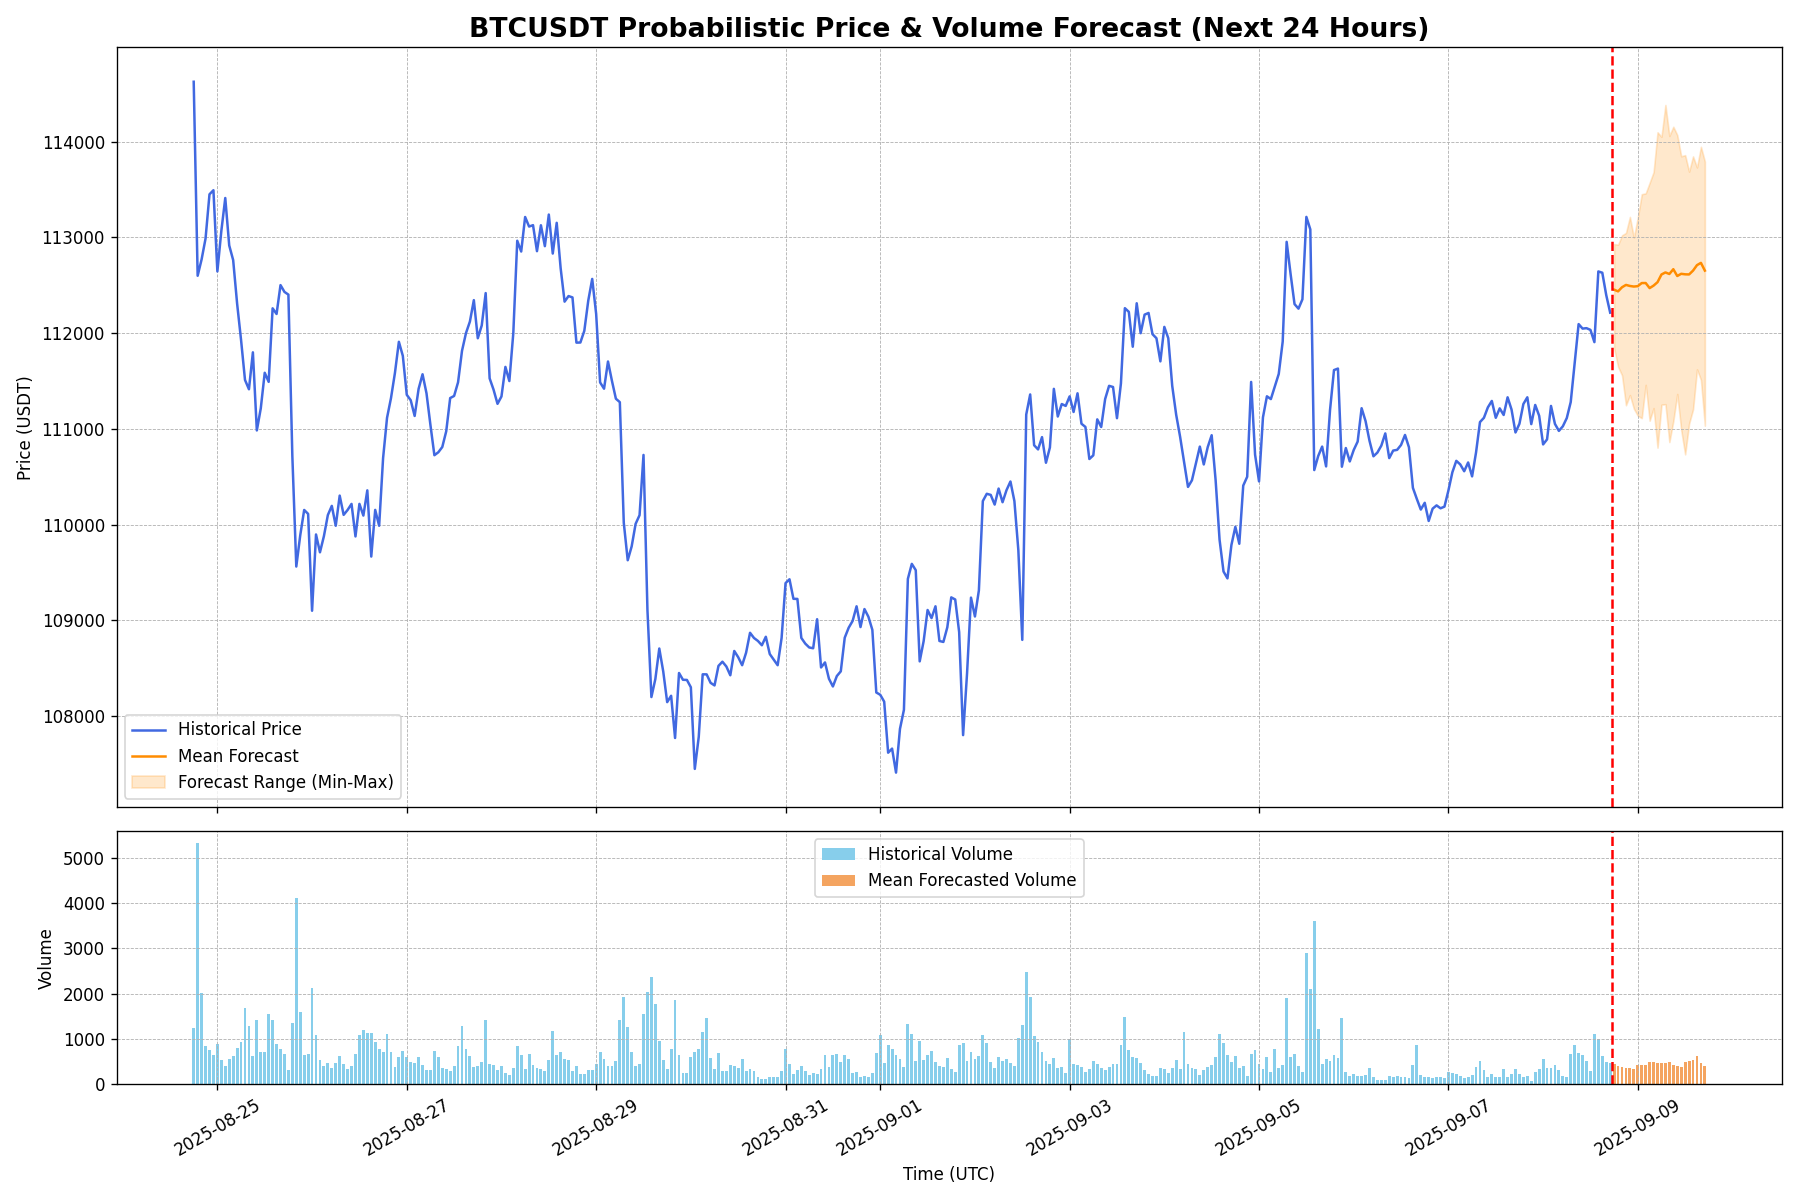 BTCUSDT Probabilistic Price & Volume Forecast (Next 24 Hours)
Price (USDT)
114000
113000
112000
111000
110000
109000
108000
Historical Price
Mean Forecast
Forecast Range (Min-Max)
Volume
5000
4000
3000
2000
1000
0
Historical Volume
Mean Forecasted Volume
2025-08-25
2025-08-27
2025-08-29
2025-08-31
2025-09-01
2025-09-03
2025-09-05
2025-09-07
2025-09-09
Time (UTC)